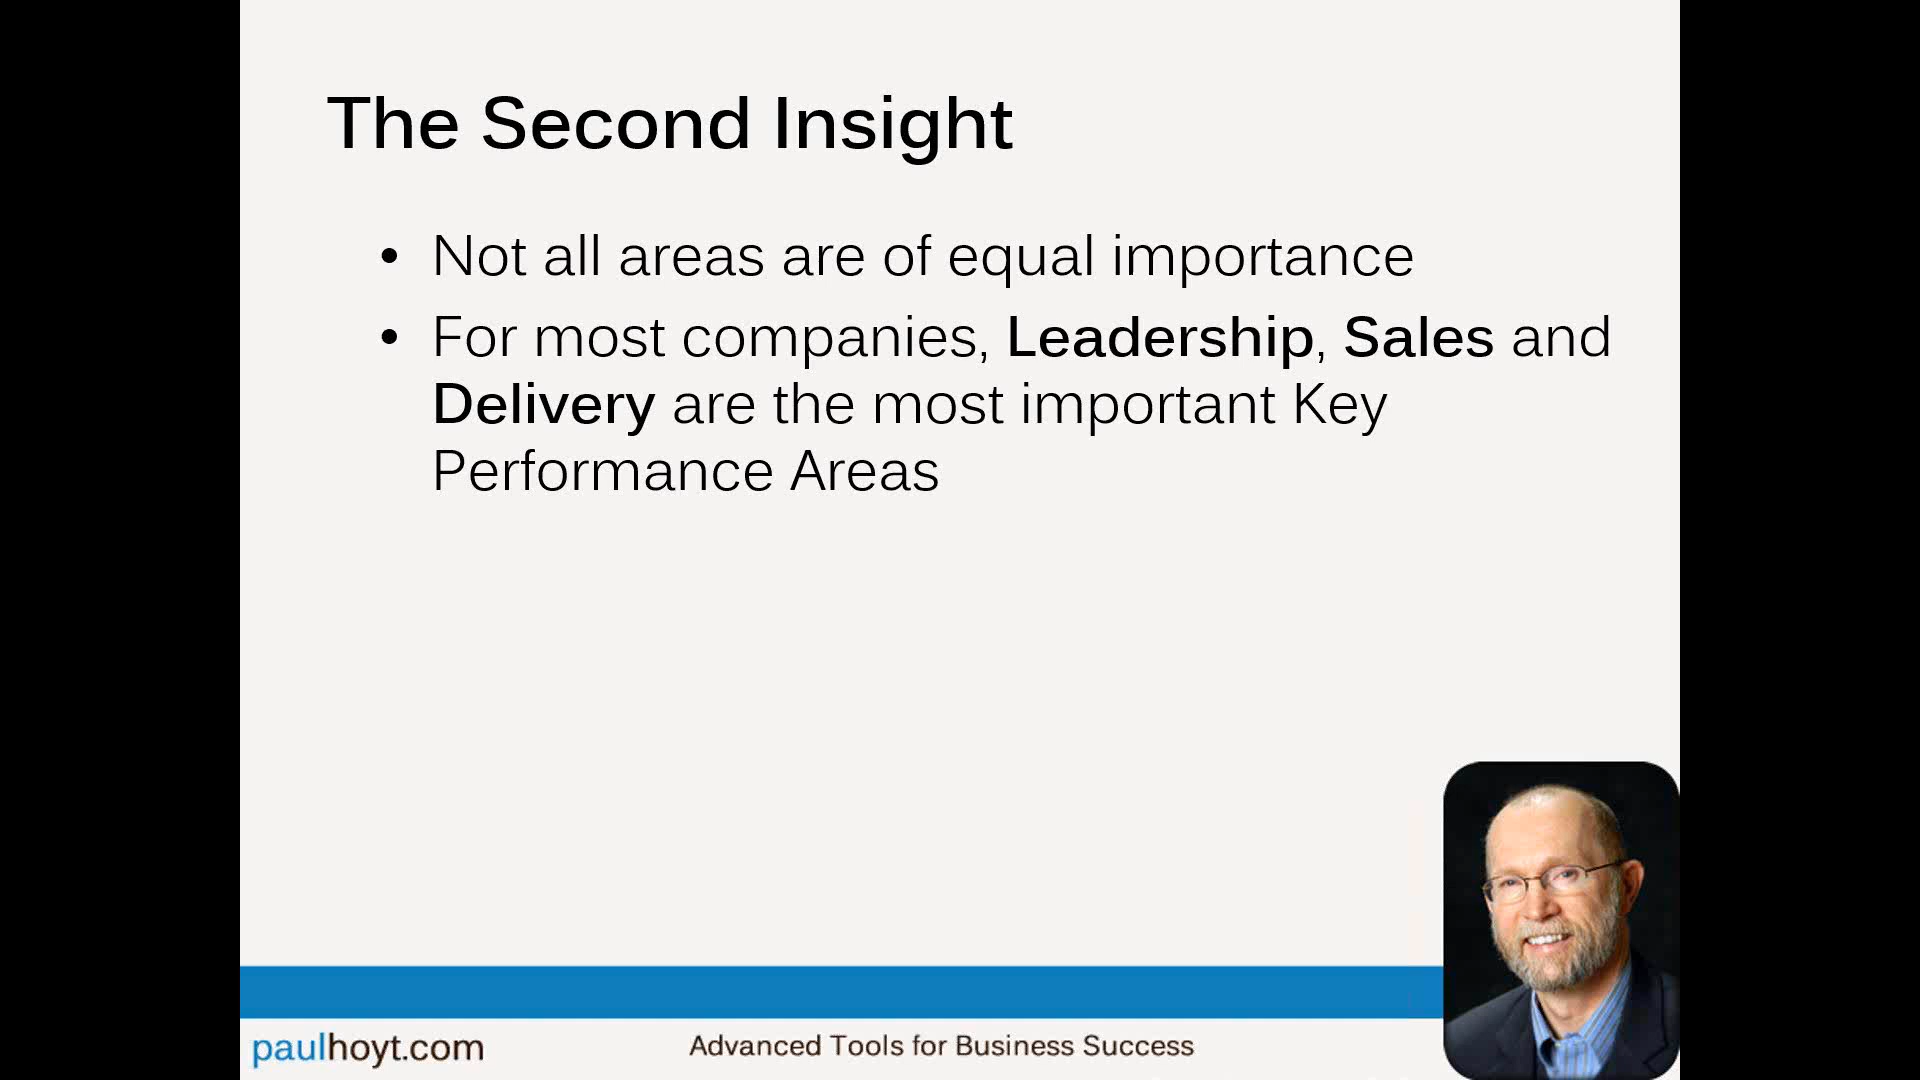 The Second Insight
• Not all areas are of equal importance
• For most companies, Leadership, Sales and
Delivery are the most important Key
Performance Areas
paulhoyt.com
Advanced Tools for Business Success